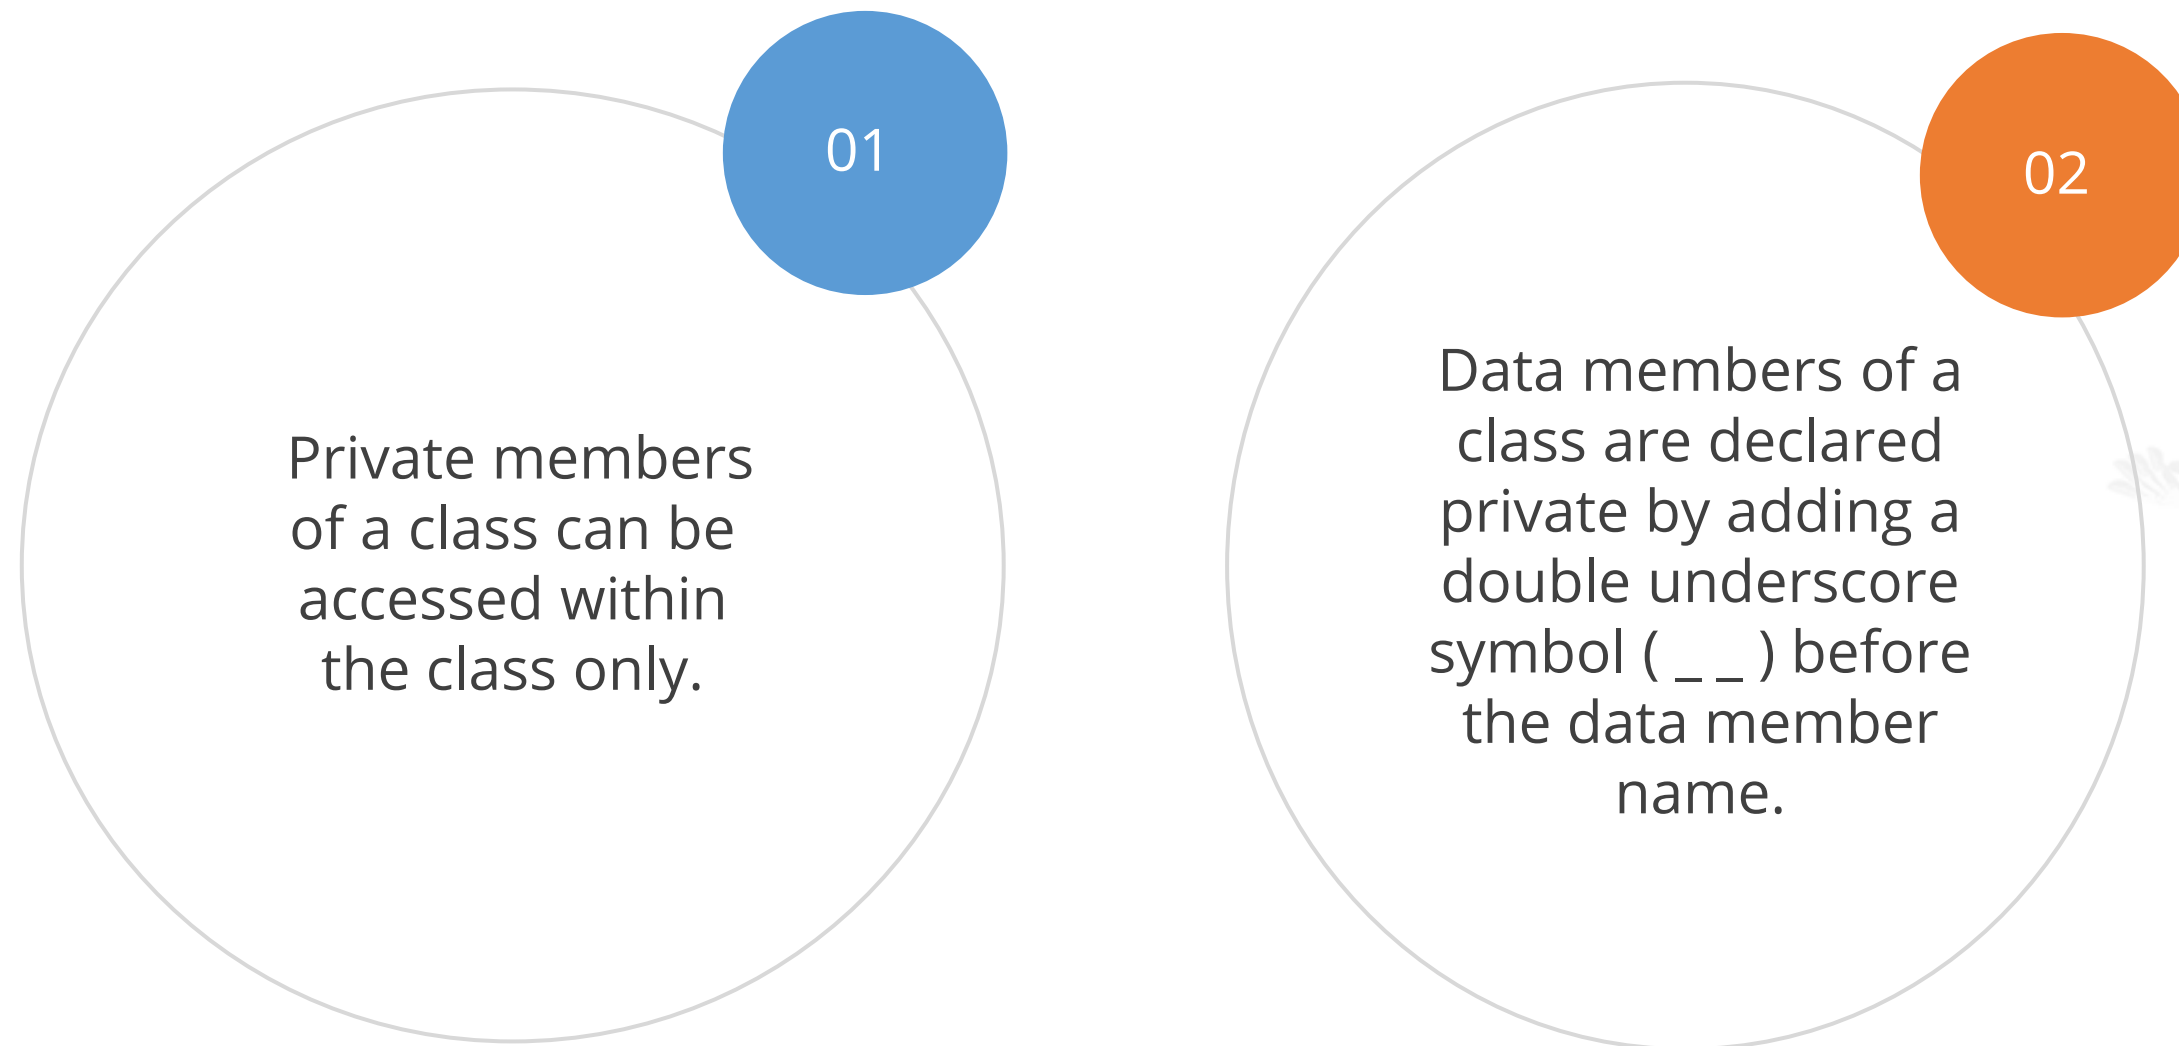 01
Private members
of a class can be
accessed within
the class only.
02
Data members of a
class are declared
private by adding a
double underscore
symbol ( _ _ ) before
the data member
name.